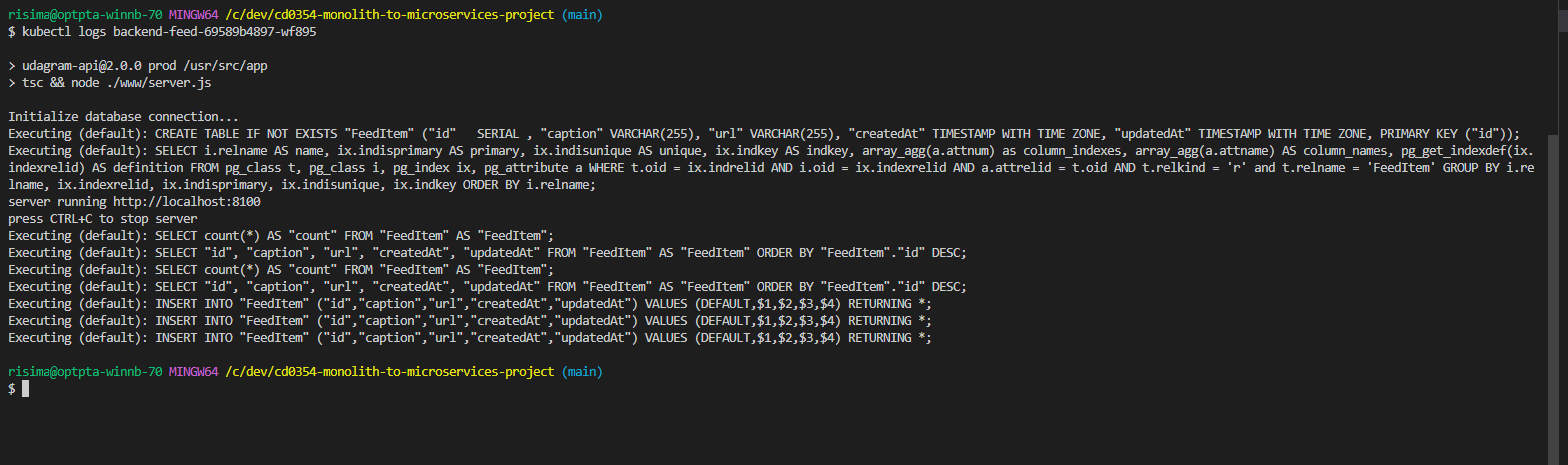 risima@optpta-winnb-70 MINGW64 /c/dev/cd0354-monolith-to-microservices-project (main)
$ kubectl logs backend-feed-69589b4897-wf895
> udagram-api@2.0.0 prod /usr/src/app
> tsc && node ./www/server.js
Initialize database connection...
Executing (default): CREATE TABLE IF NOT EXISTS "FeedItem" ("id"   SERIAL , "caption" VARCHAR(255), "url" VARCHAR(255), "createdAt" TIMESTAMP WITH TIME ZONE, "updatedAt" TIMESTAMP WITH TIME ZONE, PRIMARY KEY ("id"));
Executing (default): SELECT i.relname AS name, ix.indisprimary AS primary, ix.indisunique AS unique, ix.indkey AS indkey, array_agg(a.attnum) as column_indexes, array_agg(a.attname) AS column_names, pg_get_indexdef(ix.
indexrelid) AS definition FROM pg_class t, pg_class i, pg_index ix, pg_attribute a WHERE t.oid = ix.indrelid AND i.oid = ix.indexrelid AND a.attrelid = t.oid AND t.relkind = 'r' and t.relname = 'FeedItem' GROUP BY i.re
lname, ix.indexrelid, ix.indisprimary, ix.indisunique, ix.indkey ORDER BY i.relname;
server running http://localhost:8100
press CTRL+C to stop server
Executing (default): SELECT count(*) AS "count" FROM "FeedItem" AS "FeedItem";
Executing (default): SELECT "id", "caption", "url", "createdAt", "updatedAt" FROM "FeedItem" AS "FeedItem" ORDER BY "FeedItem"."id" DESC;
Executing (default): SELECT count(*) AS "count" FROM "FeedItem" AS "FeedItem";
Executing (default): SELECT "id", "caption", "url", "createdAt", "updatedAt" FROM "FeedItem" AS "FeedItem" ORDER BY "FeedItem"."id" DESC;
Executing (default): INSERT INTO "FeedItem" ("id","caption","url","createdAt","updatedAt") VALUES (DEFAULT,$1,$2,$3,$4) RETURNING *;
Executing (default): INSERT INTO "FeedItem" ("id","caption","url","createdAt","updatedAt") VALUES (DEFAULT,$1,$2,$3,$4) RETURNING *;
Executing (default): INSERT INTO "FeedItem" ("id","caption","url","createdAt","updatedAt") VALUES (DEFAULT,$1,$2,$3,$4) RETURNING *;
risima@optpta-winnb-70 MINGW64 /c/dev/cd0354-monolith-to-microservices-project (main)
$